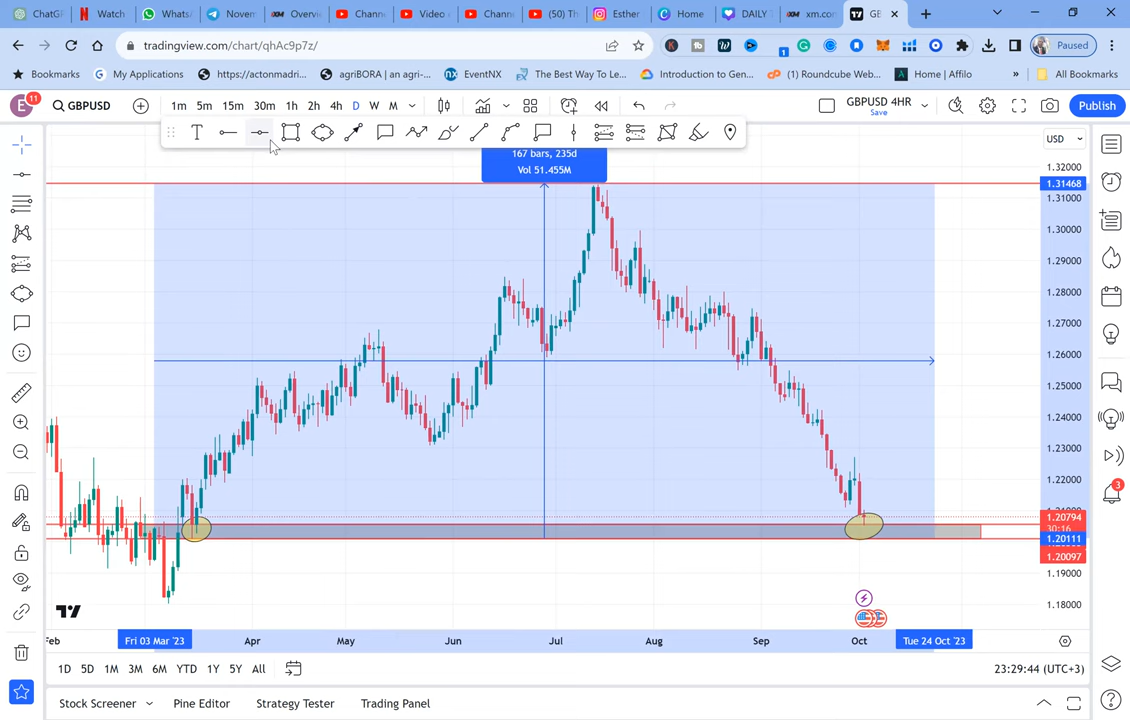 ChatGP
Watch
Whats
Novem
Overvi
Chann
Video a
Chann
(50) Th
Esther
Home
DAILY
xm.co
GB
tradingview.com/chart/qhAc9p7z/
Paused
Bookmarks
My Applications
https://actonmadri...
agriBORA | an agri-...
EventNX
The Best Way To Le...
Introduction to Gen...
(1) Roundcube Web...
Home | Affilo
»
All Bookmarks
E
11
GBPUSD
1m
5m
15m
30m
1h
2h
4h
D
W
M
GBPUSD 4HR
Save
Publish
USD
167 bars, 235d
Vol 51.455M
1.32000
1.31468
1.31000
1.30000
1.29000
1.28000
1.27000
1.26000
1.25000
1.24000
1.23000
1.22000
1.20794
30:16
1.20111
1.20097
1.19000
1.18000
3
Feb
Fri 03 Mar '23
Apr
May
Jun
Jul
Aug
Sep
Oct
Tue 24 Oct '23
1D
5D
1M
3M
6M
YTD
1Y
5Y
All
23:29:44 (UTC+3)
Stock Screener
Pine Editor
Strategy Tester
Trading Panel